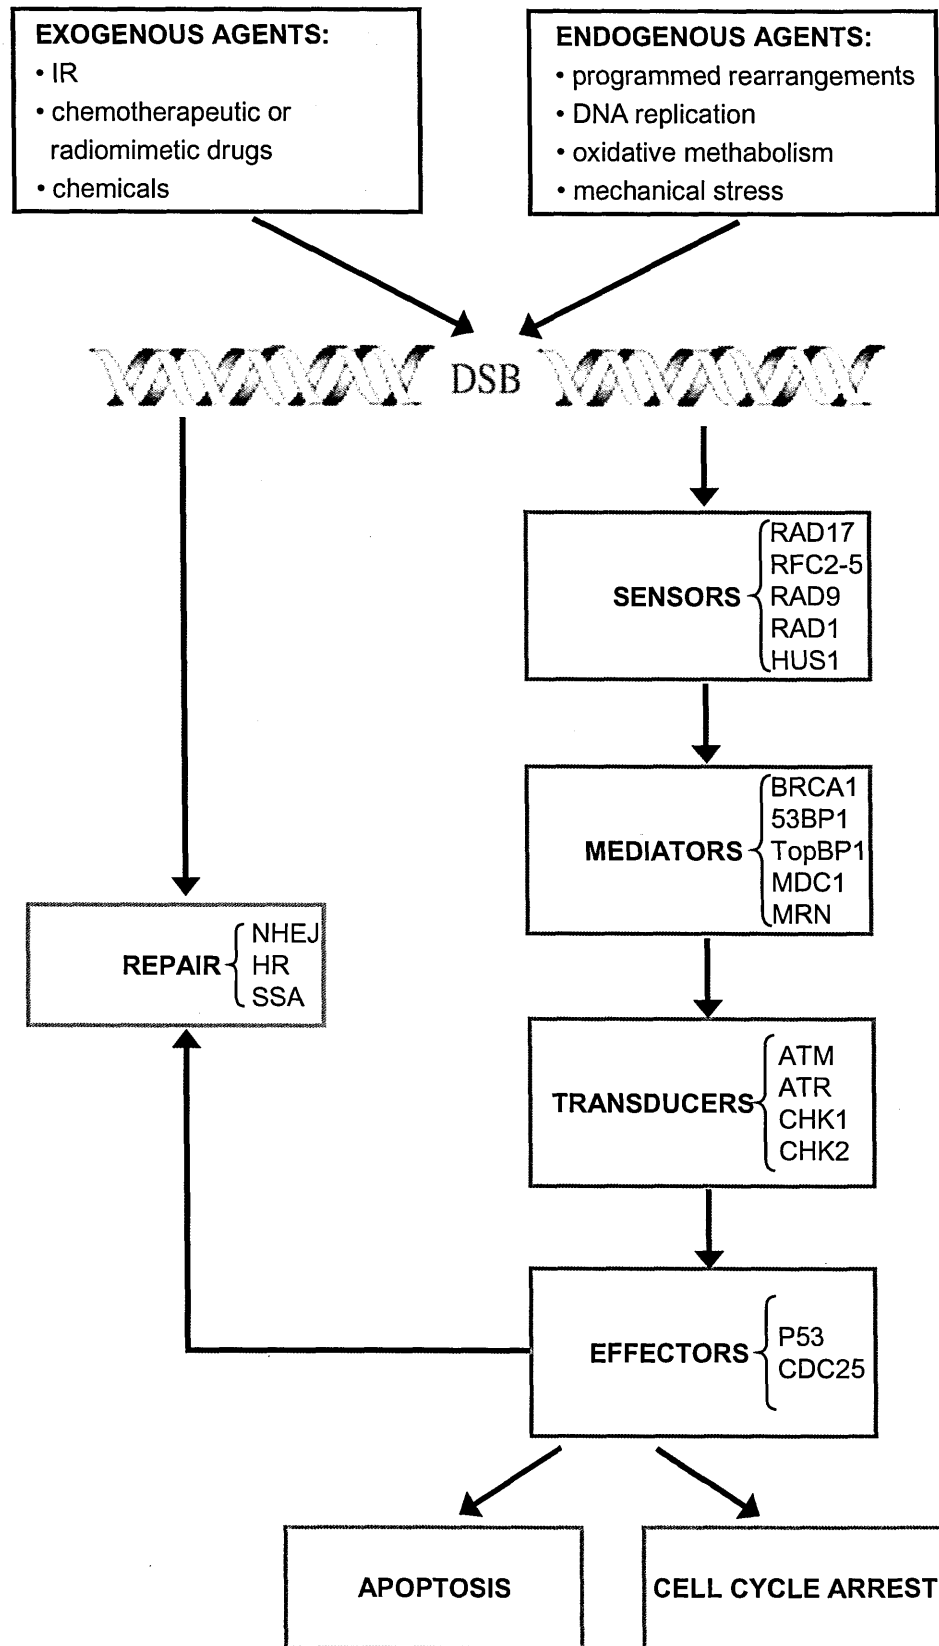 EXOGENOUS AGENTS:
• IR
• chemotherapeutic or
radiomimetic drugs
• chemicals
ENDOGENOUS AGENTS:
• programmed rearrangements
• DNA replication
• oxidative methabolism
• mechanical stress
DSB
SENSORS
RAD17
RFC2-5
RAD9
RAD1
HUS1
MEDIATORS
BRCA1
53BP1
TopBP1
MDC1
MRN
REPAIR
NHEJ
HR
SSA
TRANSDUCERS
ATM
ATR
CHK1
CHK2
EFFECTORS
P53
CDC25
APOPTOSIS
CELL CYCLE ARREST